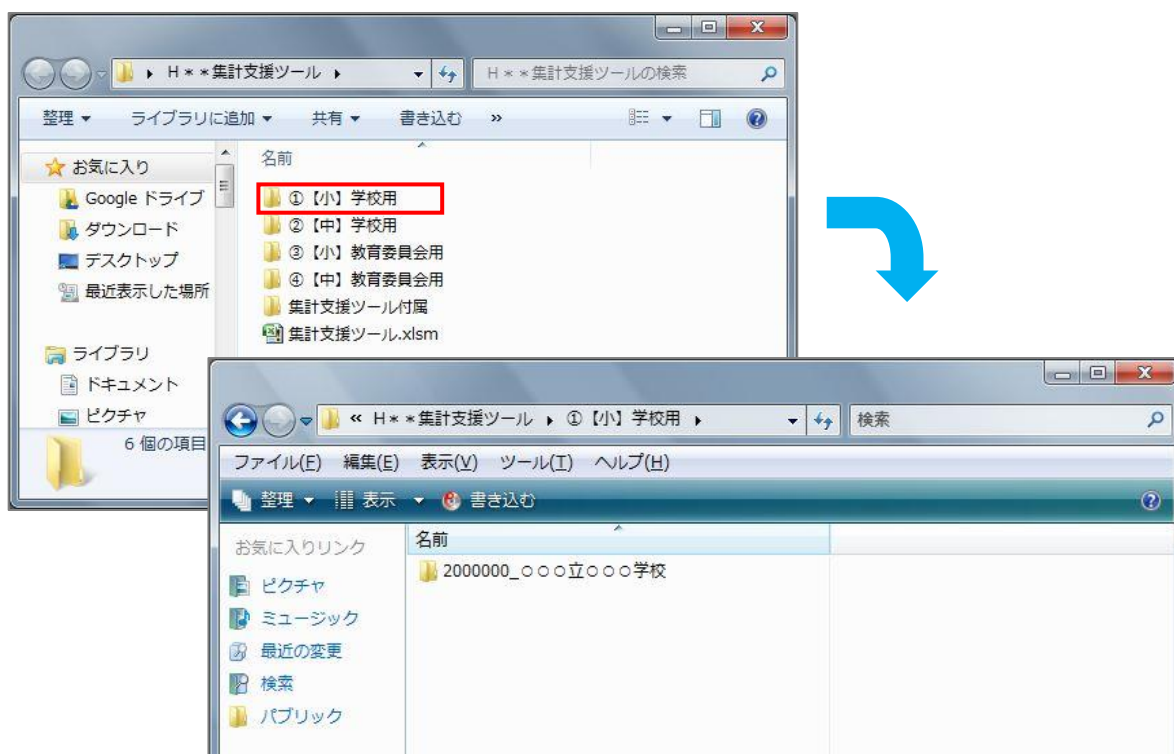 H**集計支援ツール
H**集計支援ツールの検索
整理
ライブラリに追加
共有
書き込む
»
お気に入り
Google ドライブ
ダウンロード
デスクトップ
最近表示した場所
ライブラリ
ドキュメント
ピクチャ
名前
①【小】学校用
②【中】学校用
③【小】教育委員会用
④【中】教育委員会用
集計支援ツール付属
集計支援ツール.xlsm
6 個の項目
« H**集計支援ツール ▸ ①【小】学校用
検索
ファイル(F) 編集(E) 表示(V) ツール(T) ヘルプ(H)
整理 表示 書き込む
お気に入りリンク
ピクチャ
ミュージック
最近の変更
検索
パブリック
名前
2000000_○○○立○○○学校